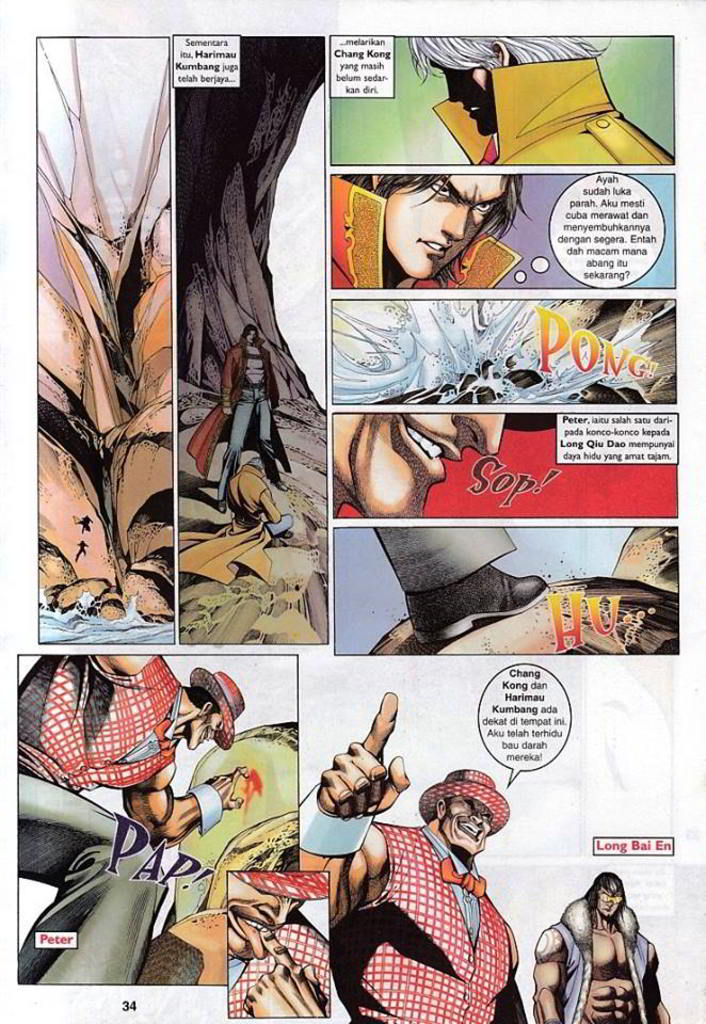 Sementara
itu, Harimau
Kumbang juga
telah berjaya...
...melarikan
Chang Kong
yang masih
belum sedar-
kan diri.
Ayah
sudah luka
parah. Aku mesti
cuba merawat dan
menyembuhkannya
dengan segera. Entah
dah macam mana
abang itu
sekarang?
PONG!
Peter, iaitu salah satu dari-
pada konco-konco kepada
Long Qiu Dao mempunyai
daya hidu yang amat tajam.
Sop!
HU...
PAP!
Peter
Chang
Kong dan
Harimau
Kumbang ada
dekat di tempat ini.
Aku telah terhidu
bau darah
mereka!
Long Bai En
34